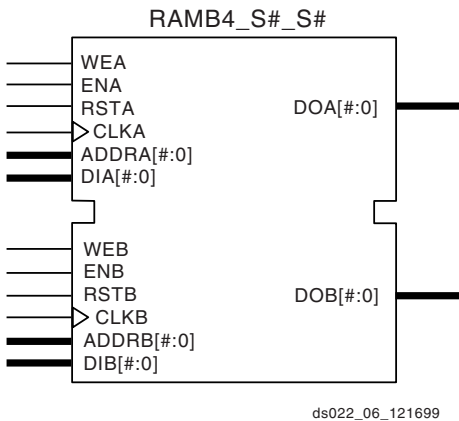 RAMB4_S#_S#
WEA
ENA
RSTA
DOA[#:0]
CLKA
ADDRA[#:0]
DIA[#:0]
WEB
ENB
RSTB
DOB[#:0]
CLKB
ADDRB[#:0]
DIB[#:0]
ds022_06_121699